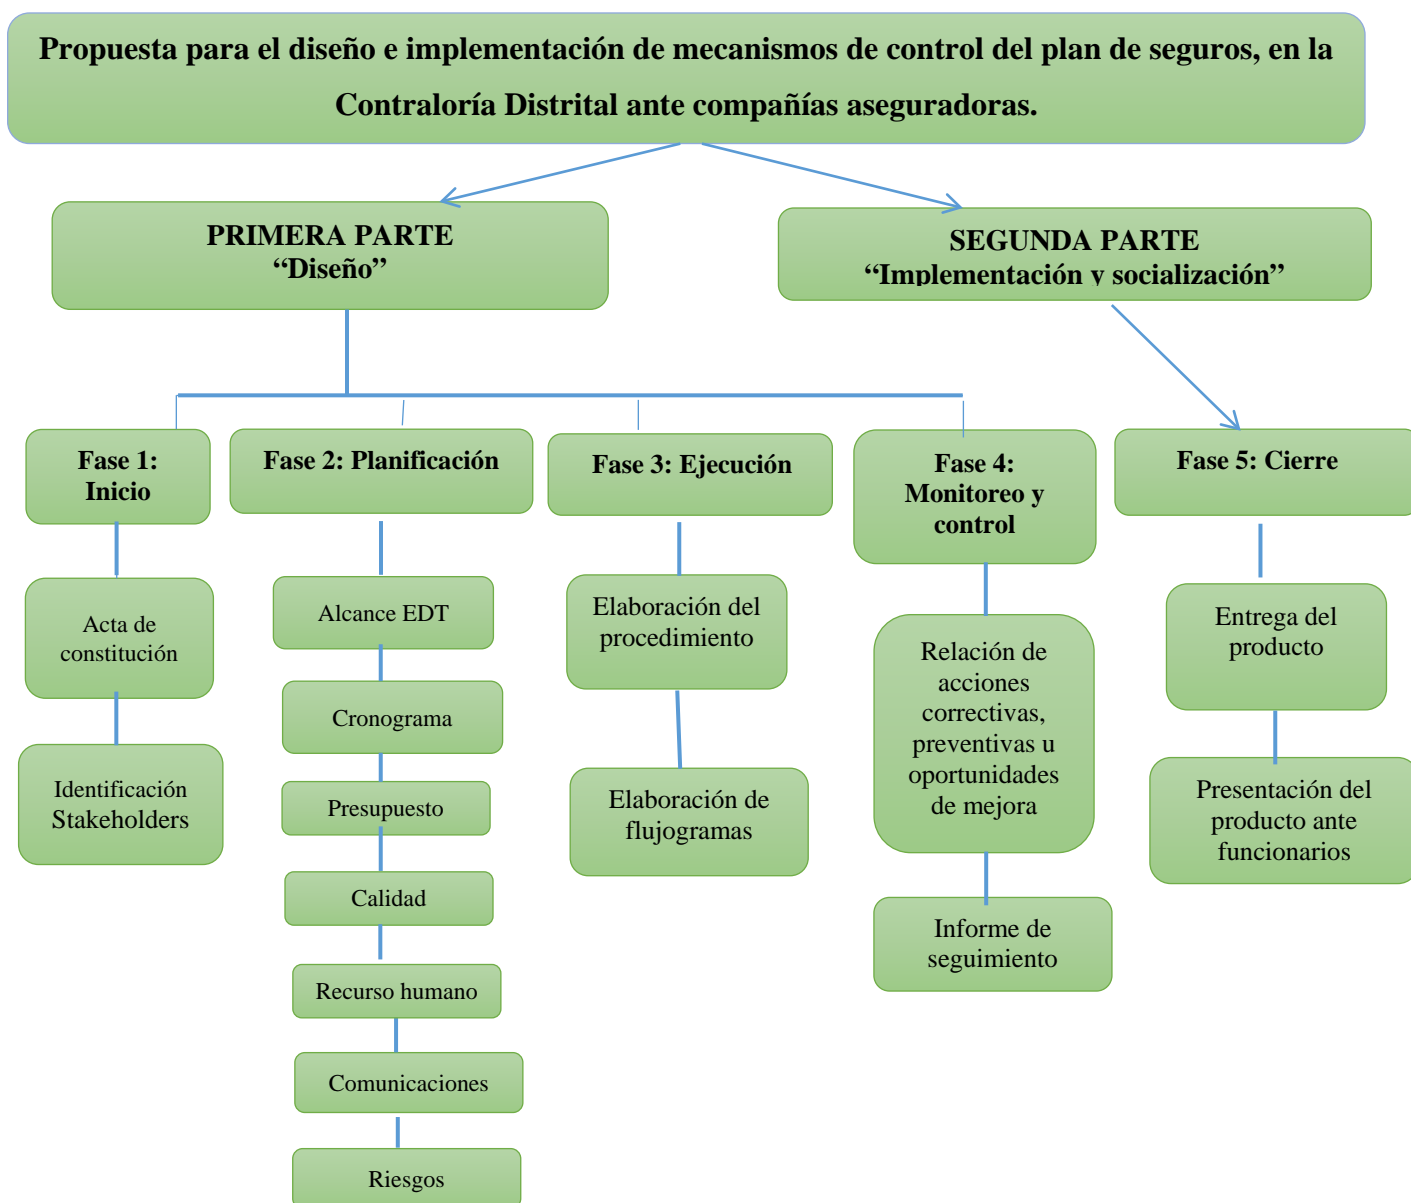 Propuesta para el diseño e implementación de mecanismos de control del plan de seguros, en la
Contraloría Distrital ante compañías aseguradoras.
PRIMERA PARTE
“Diseño”
SEGUNDA PARTE
“Implementación y socialización”
Fase 1:
Inicio
Fase 2: Planificación
Fase 3: Ejecución
Fase 4:
Monitoreo y
control
Fase 5: Cierre
Acta de
constitución
Identificación
Stakeholders
Alcance EDT
Cronograma
Presupuesto
Calidad
Recurso humano
Comunicaciones
Riesgos
Elaboración del
procedimiento
Elaboración de
flujogramas
Relación de
acciones
correctivas,
preventivas u
oportunidades
de mejora
Informe de
seguimiento
Entrega del
producto
Presentación del
producto ante
funcionarios